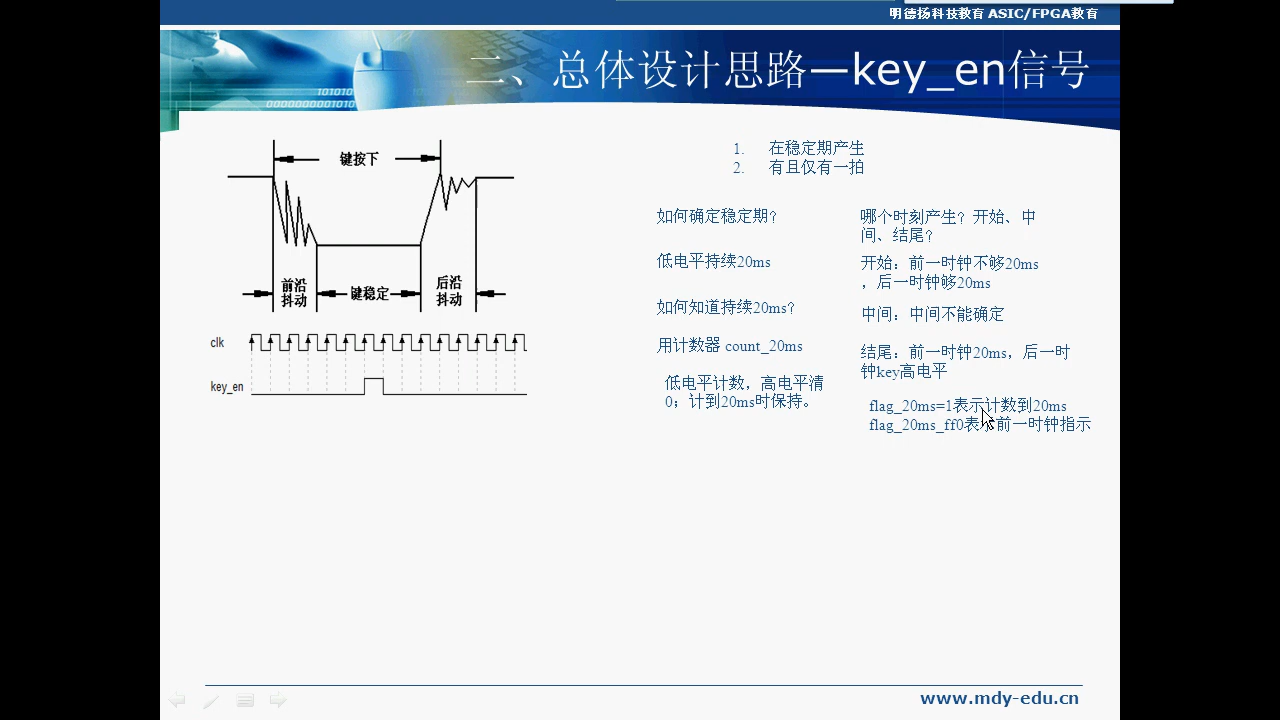 明德扬科技教育 ASIC/FPGA教育
二、总体设计思路—key_en信号
101010
0000000001010
键按下
前沿
抖动
键稳定
后沿
抖动
clk
key_en
1. 在稳定期产生
2. 有且仅有一拍
如何确定稳定期？
低电平持续20ms
如何知道持续20ms？
用计数器 count_20ms
低电平计数，高电平清
0；计到20ms时保持。
哪个时刻产生？开始、中
间、结尾？
开始：前一时钟不够20ms
，后一时钟够20ms
中间：中间不能确定
结尾：前一时钟20ms，后一时
钟key高电平
flag_20ms=1表示计数到20ms
flag_20ms_ff0表示前一时钟指示
www.mdy-edu.cn